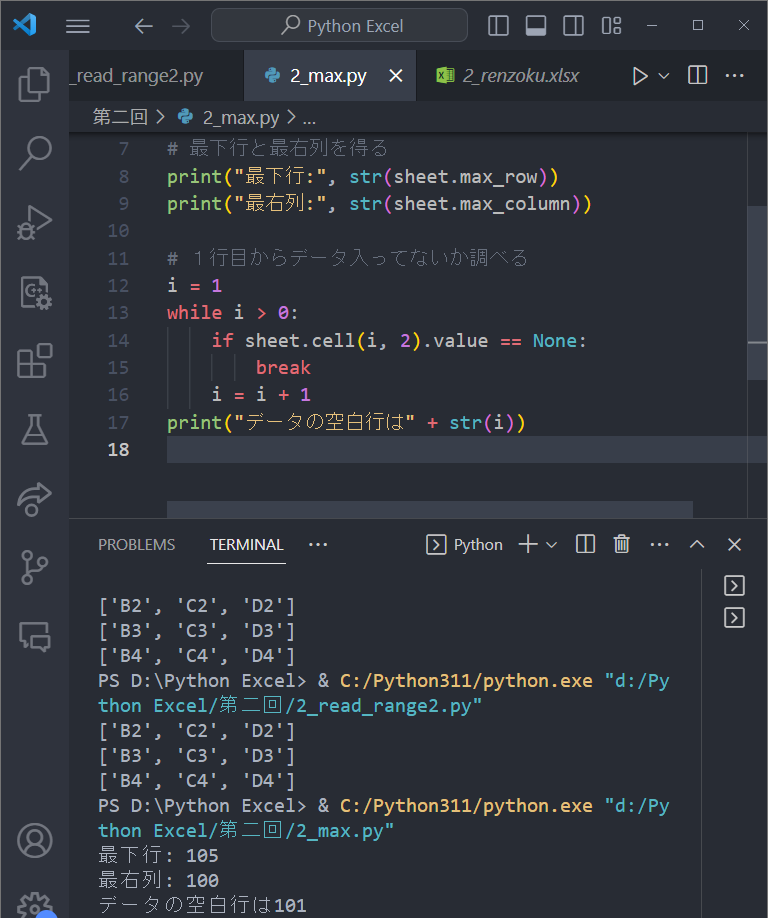 Python Excel
_read_range2.py
2_max.py
2_renzoku.xlsx
第二回 > 2_max.py > ...
7 # 最下行と最右列を得る
8 print("最下行:", str(sheet.max_row))
9 print("最右列:", str(sheet.max_column))
10
11 # １行目からデータ入ってないか調べる
12 i = 1
13 while i > 0:
14 if sheet.cell(i, 2).value == None:
15 break
16 i = i + 1
17 print("データの空白行は" + str(i))
18
PROBLEMS TERMINAL ... Python
['B2', 'C2', 'D2']
['B3', 'C3', 'D3']
['B4', 'C4', 'D4']
PS D:\Python Excel> & C:/Python311/python.exe "d:/Py
thon Excel/第二回/2_read_range2.py"
['B2', 'C2', 'D2']
['B3', 'C3', 'D3']
['B4', 'C4', 'D4']
PS D:\Python Excel> & C:/Python311/python.exe "d:/Py
thon Excel/第二回/2_max.py"
最下行: 105
最右列: 100
データの空白行は101